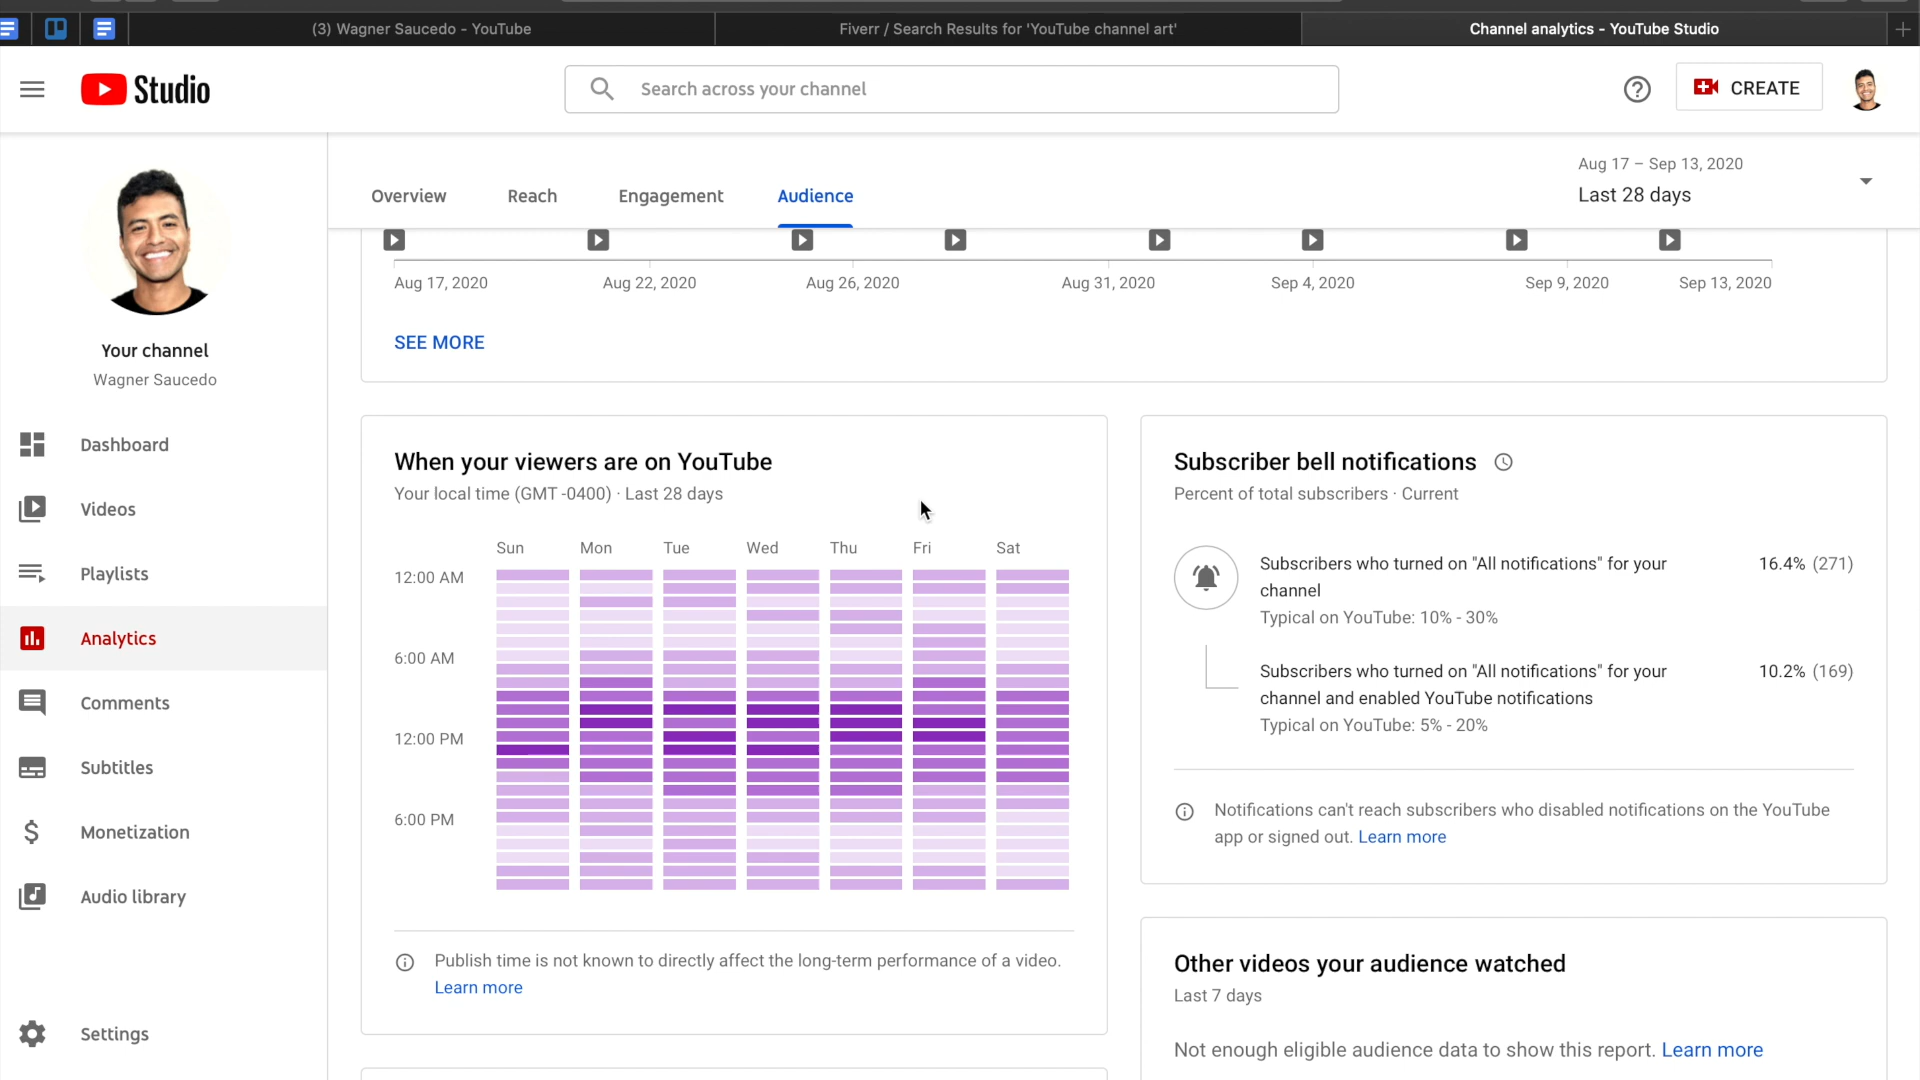 (3) Wagner Saucedo - YouTube
Fiverr / Search Results for 'YouTube channel art'
Channel analytics - YouTube Studio
Studio
Search across your channel
CREATE
Your channel
Wagner Saucedo
Dashboard
Videos
Playlists
Analytics
Comments
Subtitles
Monetization
Audio library
Settings
Overview
Reach
Engagement
Audience
Aug 17 – Sep 13, 2020
Last 28 days
Aug 17, 2020
Aug 22, 2020
Aug 26, 2020
Aug 31, 2020
Sep 4, 2020
Sep 9, 2020
Sep 13, 2020
SEE MORE
When your viewers are on YouTube
Your local time (GMT -0400) · Last 28 days
Sun Mon Tue Wed Thu Fri Sat
12:00 AM
6:00 AM
12:00 PM
6:00 PM
Publish time is not known to directly affect the long-term performance of a video.
Learn more
Subscriber bell notifications
Percent of total subscribers · Current
Subscribers who turned on "All notifications" for your 16.4% (271)
channel
Typical on YouTube: 10% - 30%
Subscribers who turned on "All notifications" for your 10.2% (169)
channel and enabled YouTube notifications
Typical on YouTube: 5% - 20%
Notifications can't reach subscribers who disabled notifications on the YouTube
app or signed out. Learn more
Other videos your audience watched
Last 7 days
Not enough eligible audience data to show this report. Learn more